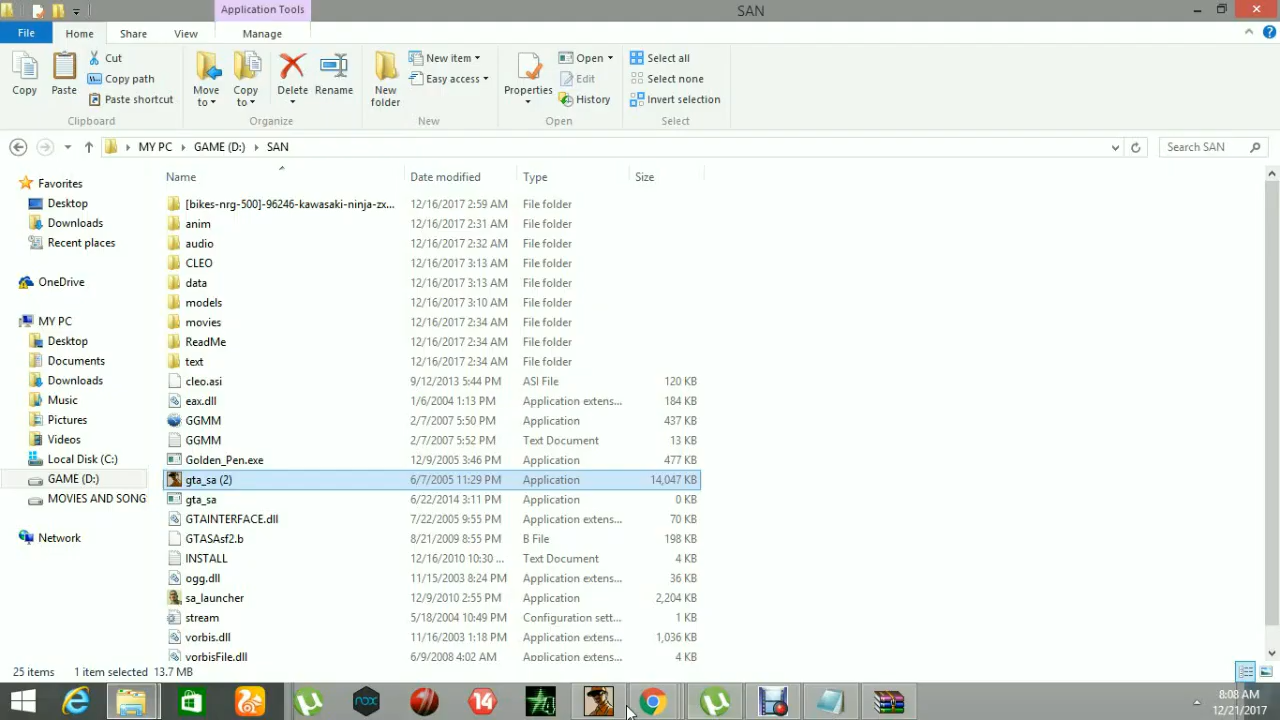 Application Tools
SAN
File
Home
Share
View
Manage
Copy
Paste
Cut
Copy path
Paste shortcut
Clipboard
Move to
Copy to
Delete
Rename
Organize
New folder
New item
Easy access
New
Properties
Open
Edit
History
Open
Select all
Select none
Invert selection
Select
MY PC
GAME (D:)
SAN
Search SAN
Name
Date modified
Type
Size
Favorites
Desktop
Downloads
Recent places
OneDrive
MY PC
Desktop
Documents
Downloads
Music
Pictures
Videos
Local Disk (C:)
GAME (D:)
MOVIES AND SONG
Network
[bikes-nrg-500]-96246-kawasaki-ninja-zx... 12/16/2017 2:59 AM File folder
anim 12/16/2017 2:31 AM File folder
audio 12/16/2017 2:32 AM File folder
CLEO 12/16/2017 3:13 AM File folder
data 12/16/2017 3:13 AM File folder
models 12/16/2017 3:10 AM File folder
movies 12/16/2017 2:34 AM File folder
ReadMe 12/16/2017 2:34 AM File folder
text 12/16/2017 2:34 AM File folder
cleo.asi 9/12/2013 5:44 PM ASI File 120 KB
eax.dll 1/6/2004 1:13 PM Application extens... 184 KB
GGMM 2/7/2007 5:50 PM Application 437 KB
GGMM 2/7/2007 5:52 PM Text Document 13 KB
Golden_Pen.exe 12/9/2005 3:46 PM Application 477 KB
gta_sa (2) 6/7/2005 11:29 PM Application 14,047 KB
gta_sa 6/22/2014 3:11 PM Application 0 KB
GTAINTERFACE.dll 7/22/2005 9:55 PM Application extens... 70 KB
GTASAsf2.b 8/21/2009 8:55 PM B File 198 KB
INSTALL 12/16/2010 10:30 ... Text Document 4 KB
ogg.dll 11/15/2003 8:24 PM Application extens... 36 KB
sa_launcher 12/9/2010 2:55 PM Application 2,204 KB
stream 5/18/2004 10:49 PM Configuration sett... 1 KB
vorbis.dll 11/16/2003 1:18 PM Application extens... 1,036 KB
vorbisFile.dll 6/9/2008 4:02 AM Application extens... 4 KB
25 items 1 item selected 13.7 MB
nox
14
8:08 AM
12/21/2017